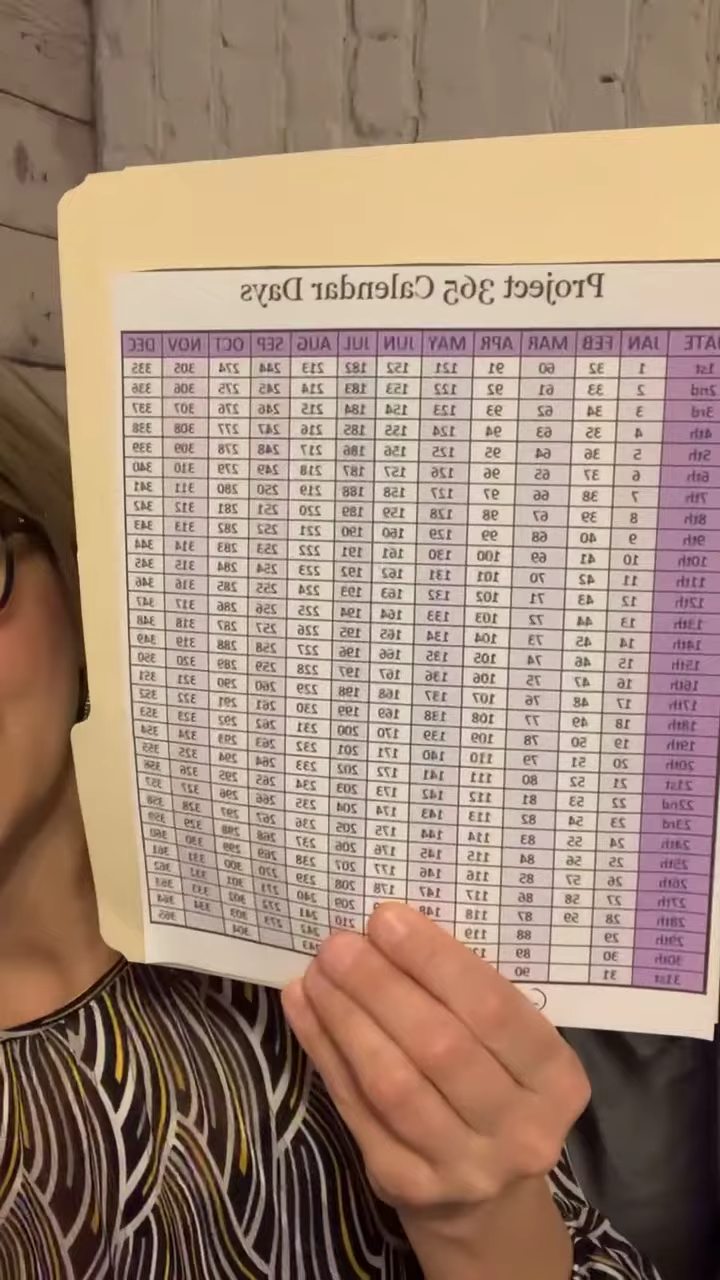 Project 365 Calendar Days
ATE JAN FEB MAR APR MAY JUN JUL AUG SEP OCT NOV DEC
1st 1 32 60 91 121 152 182 213 244 274 305 335
2nd 2 33 61 92 122 153 183 214 245 275 306 336
3rd 3 34 62 93 123 154 184 215 246 276 307 337
4th 4 35 63 94 124 155 185 216 247 277 308 338
5th 5 36 64 95 125 156 186 217 248 278 309 339
6th 6 37 65 96 126 157 187 218 249 279 310 340
7th 7 38 66 97 127 158 188 219 250 280 311 341
8th 8 39 67 98 128 159 189 220 251 281 312 342
9th 9 40 68 99 129 160 190 221 252 282 313 343
10th 10 41 69 100 130 161 191 222 253 283 314 344
11th 11 42 70 101 131 162 192 223 254 284 315 345
12th 12 43 71 102 132 163 193 224 255 285 316 346
13th 13 44 72 103 133 164 194 225 256 286 317 347
14th 14 45 73 104 134 165 195 226 257 287 318 348
15th 15 46 74 105 135 166 196 227 258 288 319 349
16th 16 47 75 106 136 167 197 228 259 289 320 350
17th 17 48 76 107 137 168 198 229 260 290 321 351
18th 18 49 77 108 138 169 199 230 261 291 322 352
19th 19 50 78 109 139 170 200 231 262 292 323 353
20th 20 51 79 110 140 171 201 232 263 293 324 354
21st 21 52 80 111 141 172 202 233 264 294 325 355
22nd 22 53 81 112 142 173 203 234 265 295 326 356
23rd 23 54 82 113 143 174 204 235 266 296 327 357
24th 24 55 83 114 144 175 205 236 267 297 328 358
25th 25 56 84 115 145 176 206 237 268 298 329 359
26th 26 57 85 116 146 177 207 238 269 299 330 360
27th 27 58 86 117 147 178 208 239 270 300 331 361
28th 28 59 87 118 148 209 240 271 301 332 362
29th 29 88 119 210 241 272 302 333 363
30th 30 89 242 273 303 334 364
31st 31 90 243 304 365